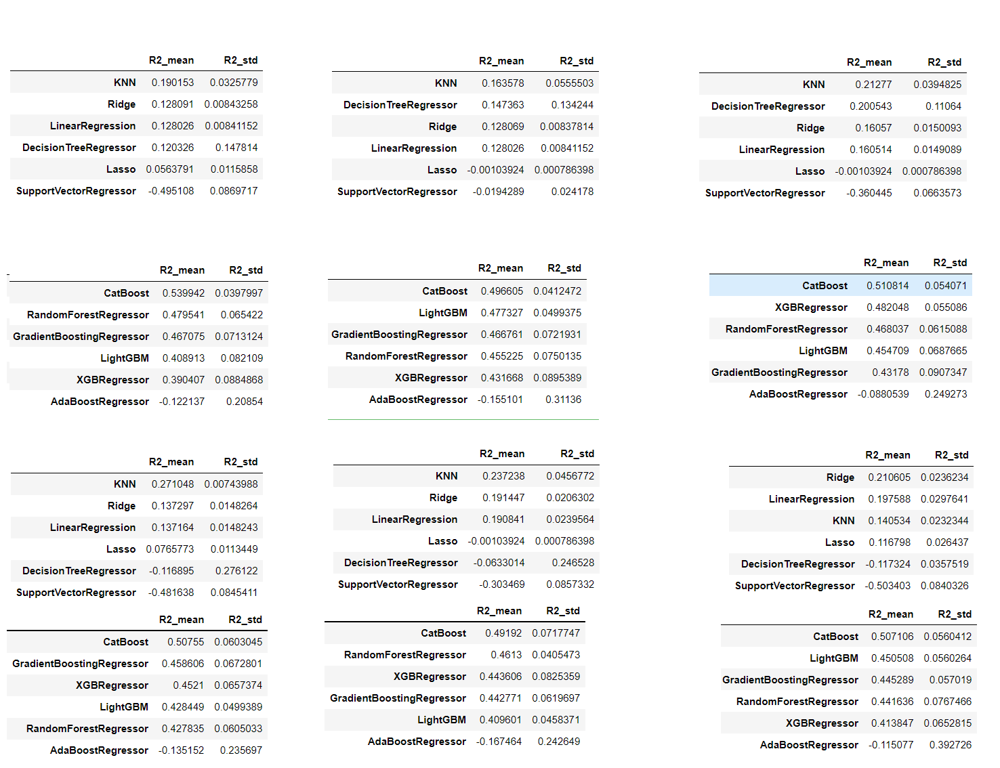 R2_mean R2_std
KNN 0.190153 0.0325779
Ridge 0.128091 0.00843258
LinearRegression 0.128026 0.00841152
DecisionTreeRegressor 0.120326 0.147814
Lasso 0.0563791 0.0115858
SupportVectorRegressor -0.495108 0.0869717
R2_mean R2_std
KNN 0.163578 0.0555503
DecisionTreeRegressor 0.147363 0.134244
Ridge 0.128069 0.00837814
LinearRegression 0.128026 0.00841152
Lasso -0.00103924 0.000786398
SupportVectorRegressor -0.0194289 0.024178
R2_mean R2_std
KNN 0.21277 0.0394825
DecisionTreeRegressor 0.200543 0.11064
Ridge 0.16057 0.0150093
LinearRegression 0.160514 0.0149089
Lasso -0.00103924 0.000786398
SupportVectorRegressor -0.360445 0.0663573
R2_mean R2_std
CatBoost 0.539942 0.0397997
RandomForestRegressor 0.479541 0.065422
GradientBoostingRegressor 0.467075 0.0713124
LightGBM 0.408913 0.082109
XGBRegressor 0.390407 0.0884868
AdaBoostRegressor -0.122137 0.20854
R2_mean R2_std
CatBoost 0.496605 0.0412472
LightGBM 0.477327 0.0499375
GradientBoostingRegressor 0.466761 0.0721931
RandomForestRegressor 0.455225 0.0750135
XGBRegressor 0.431668 0.0895389
AdaBoostRegressor -0.155101 0.31136
R2_mean R2_std
CatBoost 0.510814 0.054071
XGBRegressor 0.482048 0.055086
RandomForestRegressor 0.468037 0.0615088
LightGBM 0.454709 0.0687665
GradientBoostingRegressor 0.43178 0.0907347
AdaBoostRegressor -0.0880539 0.249273
R2_mean R2_std
KNN 0.271048 0.00743988
Ridge 0.137297 0.0148264
LinearRegression 0.137164 0.0148243
Lasso 0.0765773 0.0113449
DecisionTreeRegressor -0.116895 0.276122
SupportVectorRegressor -0.481638 0.0845411
R2_mean R2_std
KNN 0.237238 0.0456772
Ridge 0.191447 0.0206302
LinearRegression 0.190841 0.0239564
Lasso -0.00103924 0.000786398
DecisionTreeRegressor -0.0633014 0.246528
SupportVectorRegressor -0.303469 0.0857332
R2_mean R2_std
Ridge 0.210605 0.0236234
LinearRegression 0.197588 0.0297641
KNN 0.140534 0.0232344
Lasso 0.116798 0.026437
DecisionTreeRegressor -0.117324 0.0357519
SupportVectorRegressor -0.503403 0.0840326
R2_mean R2_std
CatBoost 0.50755 0.0603045
GradientBoostingRegressor 0.458606 0.0672801
XGBRegressor 0.4521 0.0657374
LightGBM 0.428449 0.0499389
RandomForestRegressor 0.427835 0.0605033
AdaBoostRegressor -0.135152 0.235697
R2_mean R2_std
CatBoost 0.49192 0.0717747
RandomForestRegressor 0.4613 0.0405473
XGBRegressor 0.443606 0.0825359
GradientBoostingRegressor 0.442771 0.0619697
LightGBM 0.409601 0.0458371
AdaBoostRegressor -0.167464 0.242649
R2_mean R2_std
CatBoost 0.507106 0.0560412
LightGBM 0.450508 0.0560264
GradientBoostingRegressor 0.445289 0.057019
RandomForestRegressor 0.441636 0.0767466
XGBRegressor 0.413847 0.0652815
AdaBoostRegressor -0.115077 0.392726